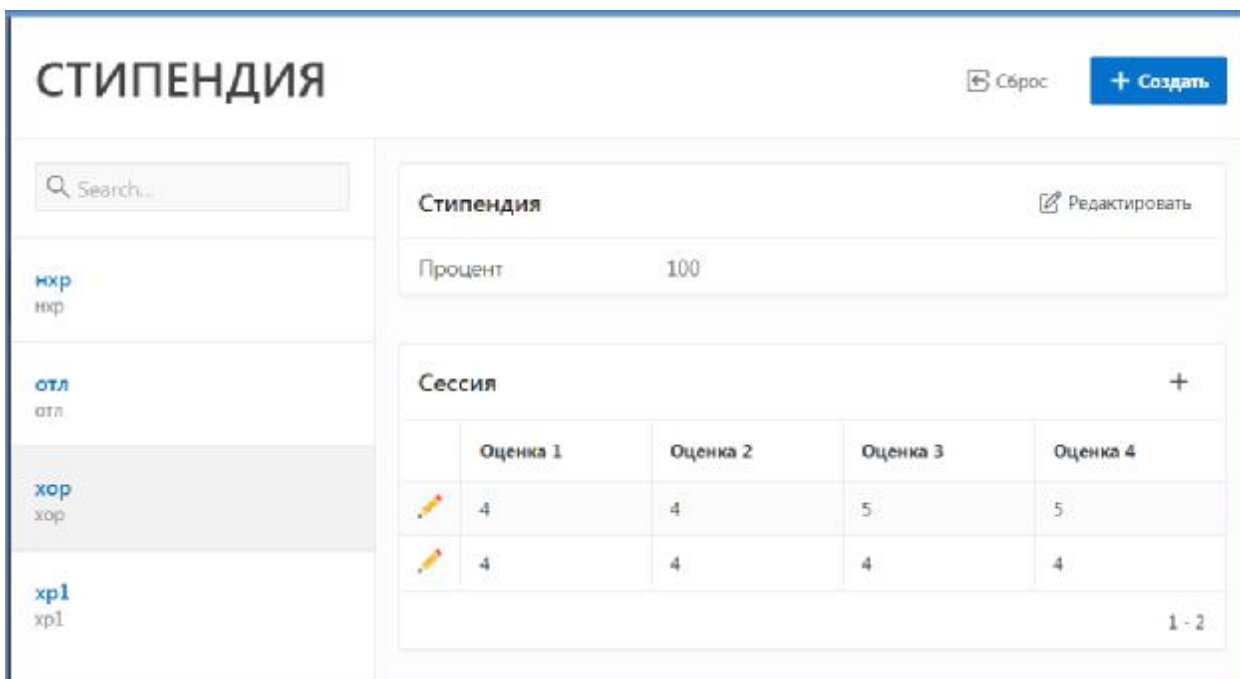 СТИПЕНДИЯ
Сброс
+ Создать
Search...
нхр
нхр
отл
отл
хор
хор
хр1
хр1
Стипендия
Редактировать
Процент 100
Сессия +
Оценка 1 Оценка 2 Оценка 3 Оценка 4
4 4 5 5
4 4 4 4
1 - 2